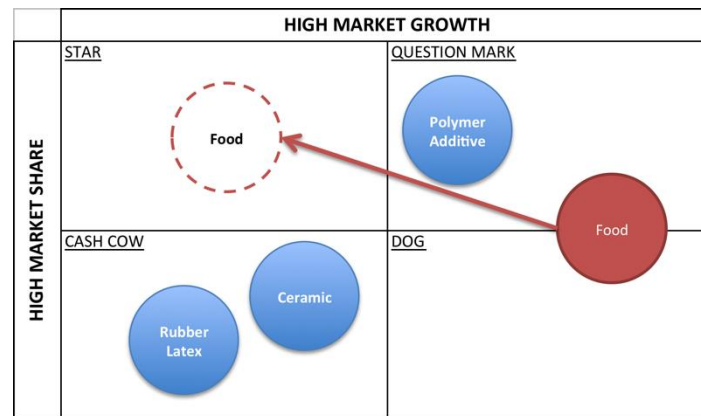 HIGH MARKET GROWTH
HIGH MARKET SHARE
STAR
QUESTION MARK
Food
Polymer
Additive
Food
CASH COW
DOG
Ceramic
Rubber
Latex